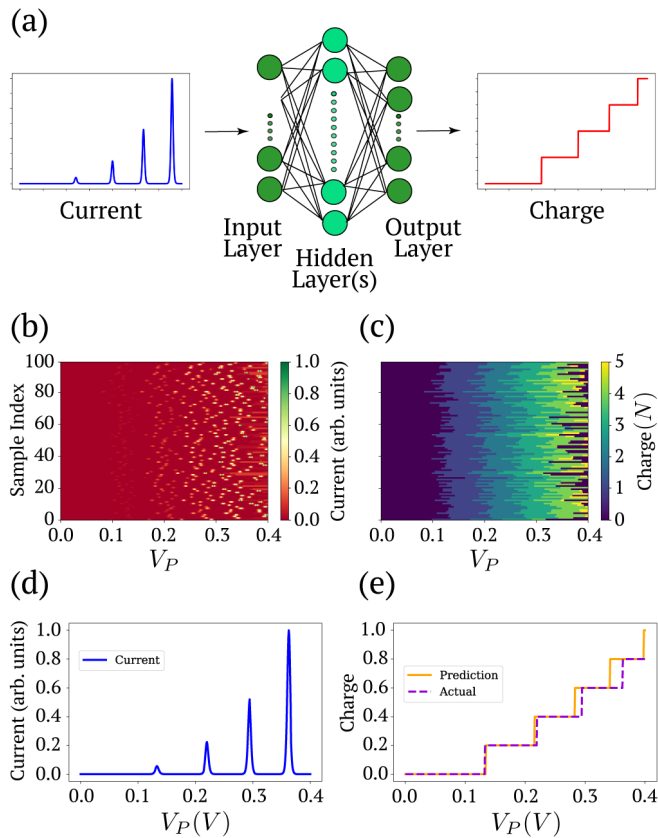 (a)
Current
Input
Layer
Hidden
Layer(s)
Output
Layer
Charge
(b)
Sample Index
100
80
60
40
20
0
0.0 0.1 0.2 0.3 0.4
V_P
1.0
0.8
0.6
0.4
0.2
0.0
Current (arb. units)
(c)
0.0 0.1 0.2 0.3 0.4
V_P
5
4
3
2
1
0
Charge(N)
(d)
Current (arb. units)
1.0
0.8
0.6
0.4
0.2
0.0
Current
0.0 0.1 0.2 0.3 0.4
V_P(V)
(e)
Charge
1.0
0.8
0.6
0.4
0.2
0.0
Prediction
Actual
0.0 0.1 0.2 0.3 0.4
V_P(V)